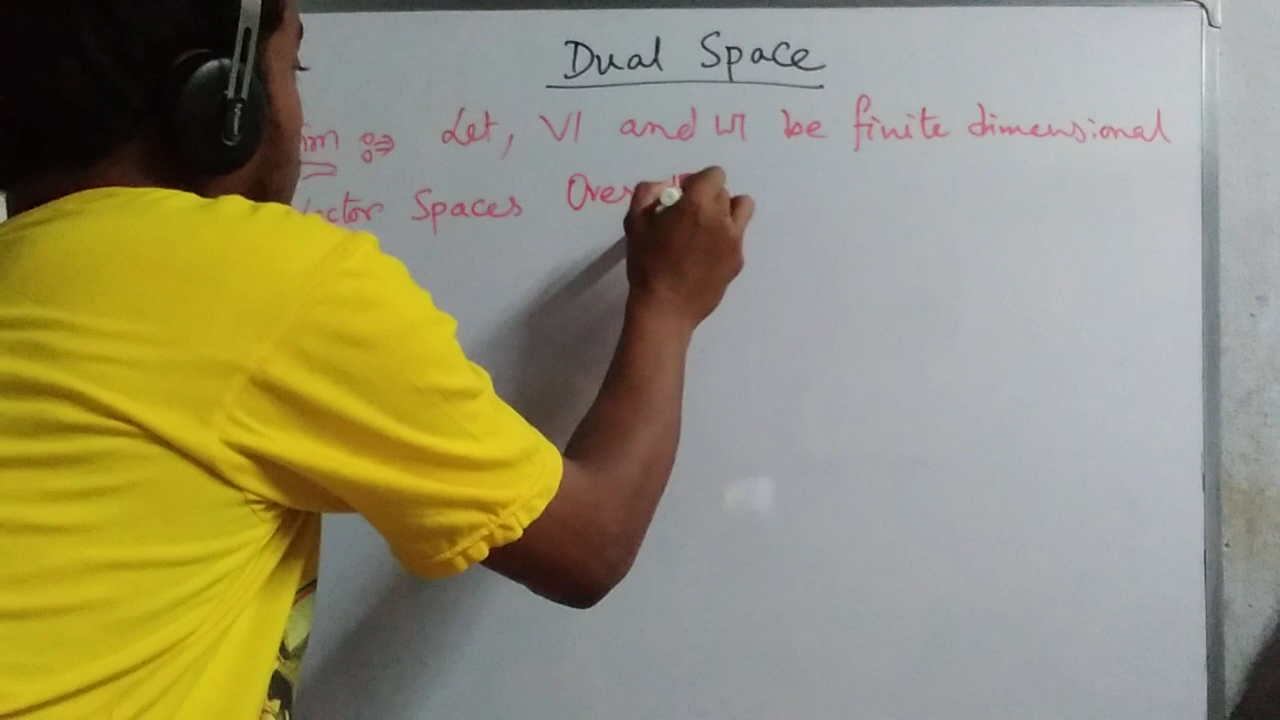 Dual Space
Let, V and W be finite dimensional
Spaces Over